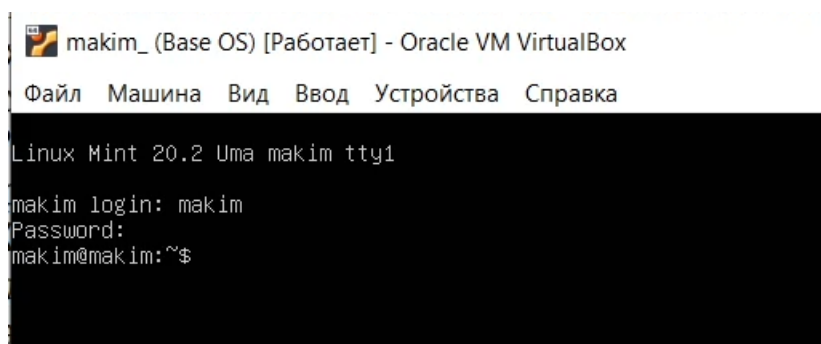 makim_ (Base OS) [Работает] - Oracle VM VirtualBox
Файл Машина Вид Ввод Устройства Справка
Linux Mint 20.2 Uma makim tty1
makim login: makim
Password:
makim@makim:~$